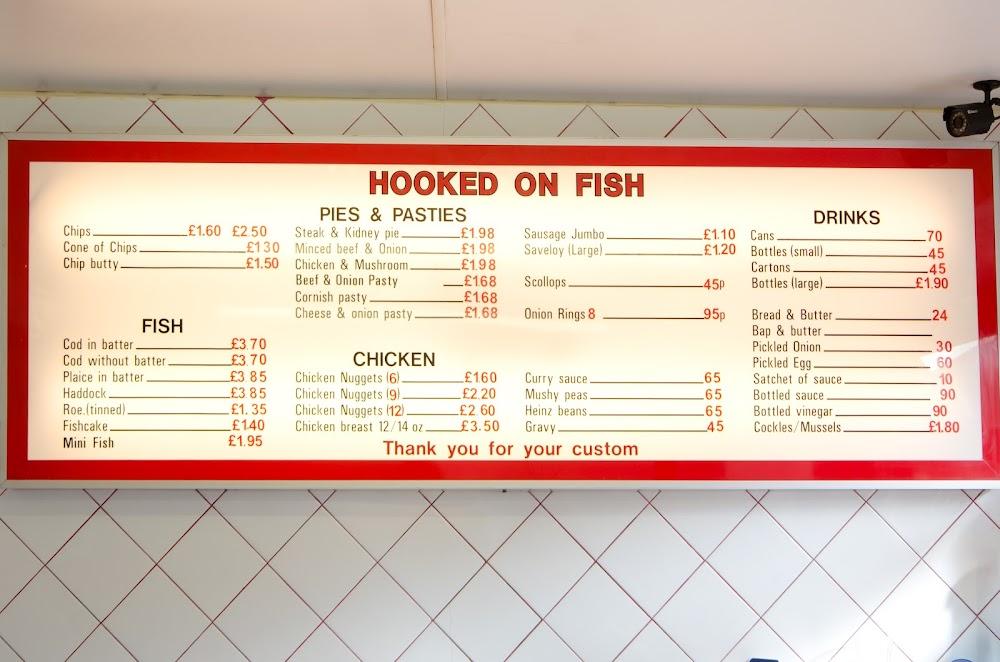 HOOKED ON FISH
Chips £1.60 £2.50
Cone of Chips £130
Chip butty £1.50
FISH
Cod in batter £3.70
Cod without batter £3.70
Plaice in batter £3 85
Haddock £3 85
Roe.(tinned) £1.35
Fishcake £1.40
Mini Fish £1.95
PIES & PASTIES
Steak & Kidney pie £1.98
Minced beef & Onion £1.98
Chicken & Mushroom £1.98
Beef & Onion Pasty £168
Cornish pasty £1.68
Cheese & onion pasty £1.68
CHICKEN
Chicken Nuggets (6) £160
Chicken Nuggets (9) £2.20
Chicken Nuggets (12) £2 60
Chicken breast 12/14 oz £3.50
Sausage Jumbo £1.10
Saveloy (Large) £1.20
Scollops 45p
Onion Rings 8 95p
Curry sauce 65
Mushy peas 65
Heinz beans 65
Gravy 45
DRINKS
Cans 70
Bottles (small) 45
Cartons 45
Bottles (large) £1.90
Bread & Butter 24
Bap & butter
Pickled Onion 30
Pickled Egg 60
Satchet of sauce 10
Bottled sauce 90
Bottled vinegar 90
Cockles/Mussels £1.80
Thank you for your custom